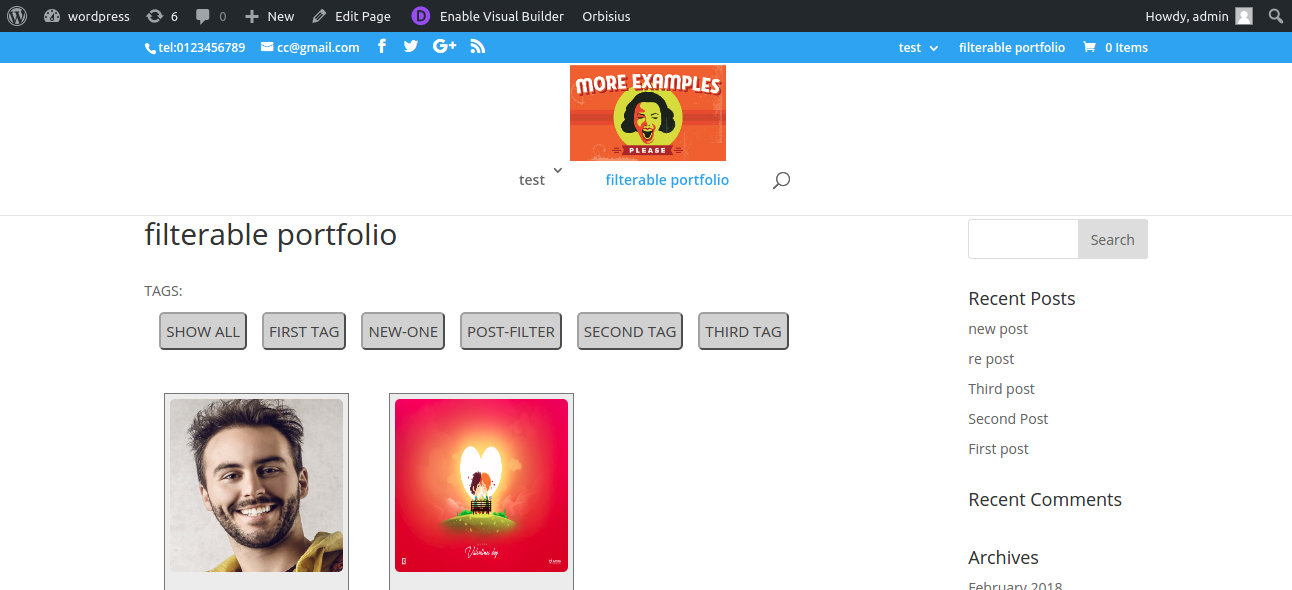 wordpress 6 0 New Edit Page Enable Visual Builder Orbisius Howdy, admin
tel:0123456789 cc@gmail.com test filterable portfolio 0 Items
MORE EXAMPLES
PLEASE
test filterable portfolio
filterable portfolio
Search
TAGS:
SHOW ALL FIRST TAG NEW-ONE POST-FILTER SECOND TAG THIRD TAG
Recent Posts
new post
re post
Third post
Second Post
First post
Valentine day
Recent Comments
Archives
February 2018